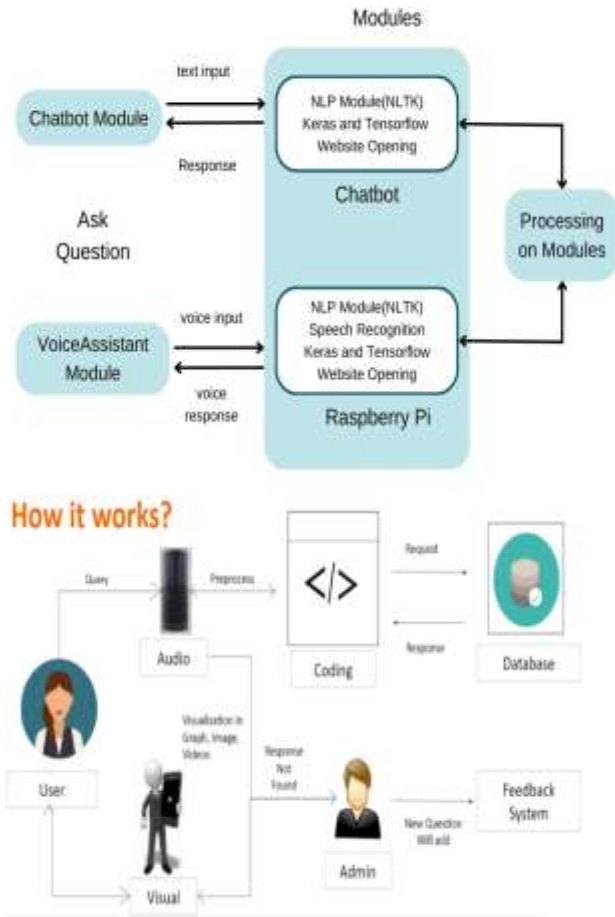 Modules
text input
Chatbot Module
Response
NLP Module(NLTK)
Keras and Tensorflow
Website Opening
Chatbot
Ask
Question
Processing
on Modules
voice input
VoiceAssistant
Module
voice
response
NLP Module(NLTK)
Speech Recognition
Keras and Tensorflow
Website Opening
Raspberry Pi
How it works?
Query
Preprocess
Request
</>
Response
Audio
Coding
Database
Visualization in
Graph, Image,
Videos
Response
Not
Found
User
Visual
Admin
New Question
Will add
Feedback
System